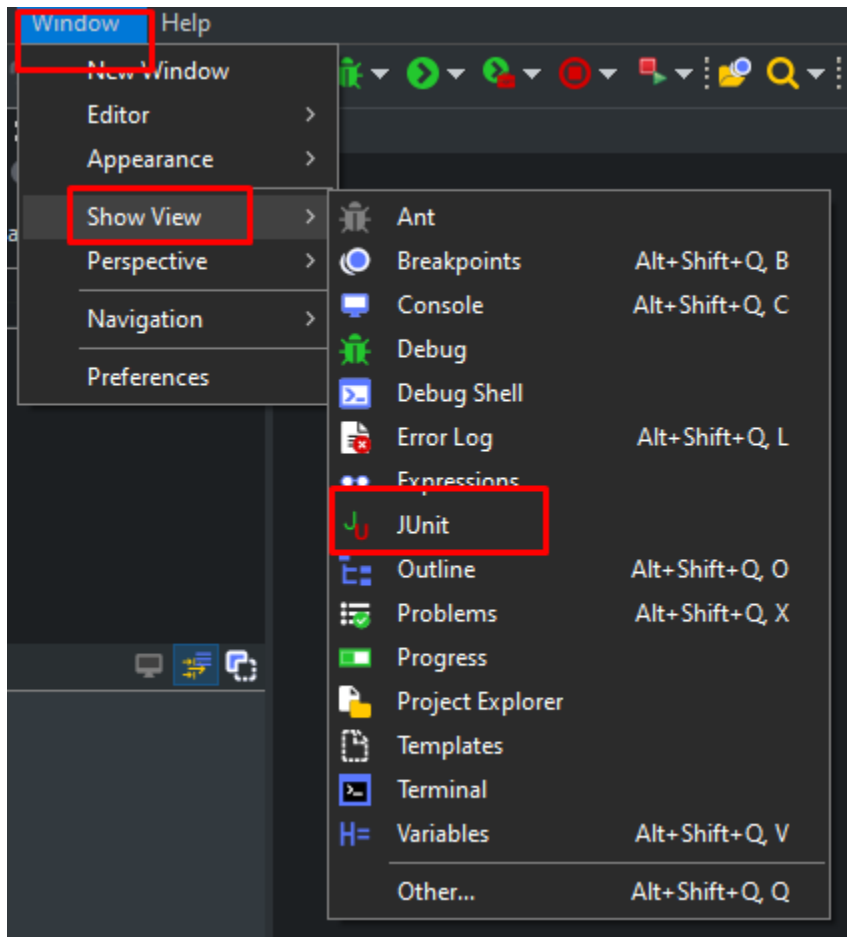 Window Help
New Window
Editor
Appearance
Show View
Perspective
Navigation
Preferences
Ant
Breakpoints Alt+Shift+Q, B
Console Alt+Shift+Q, C
Debug
Debug Shell
Error Log Alt+Shift+Q, L
Expressions
JUnit
Outline Alt+Shift+Q, O
Problems Alt+Shift+Q, X
Progress
Project Explorer
Templates
Terminal
Variables Alt+Shift+Q, V
Other... Alt+Shift+Q, Q